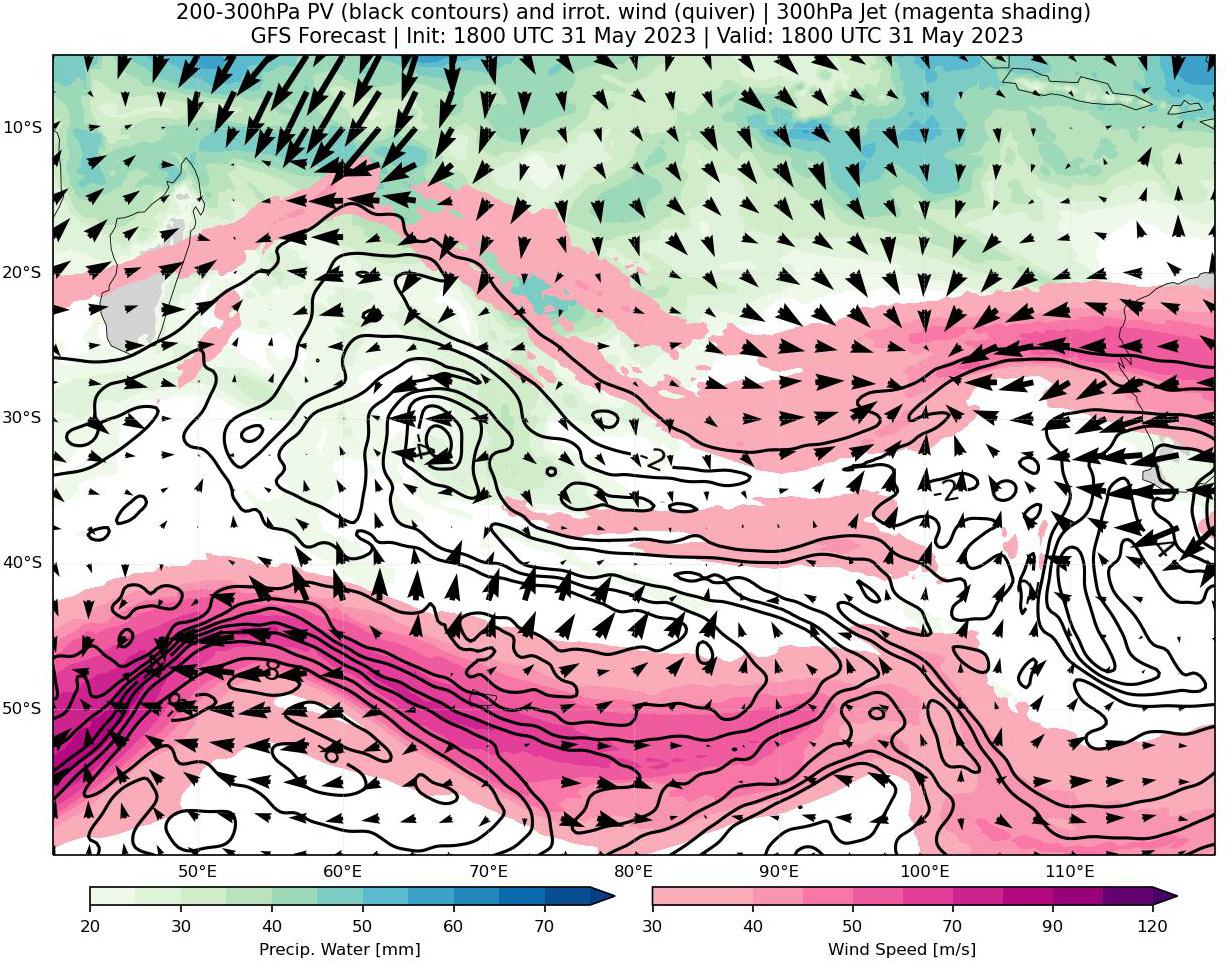 200-300hPa PV (black contours) and irrot. wind (quiver) | 300hPa Jet (magenta shading)
GFS Forecast | Init: 1800 UTC 31 May 2023 | Valid: 1800 UTC 31 May 2023
10°S
20°S
30°S
40°S
50°S
-4
-2
-2
-8
50°E 60°E 70°E 80°E 90°E 100°E 110°E
20 30 40 50 60 70
30 40 50 70 90 120
Precip. Water [mm]
Wind Speed [m/s]